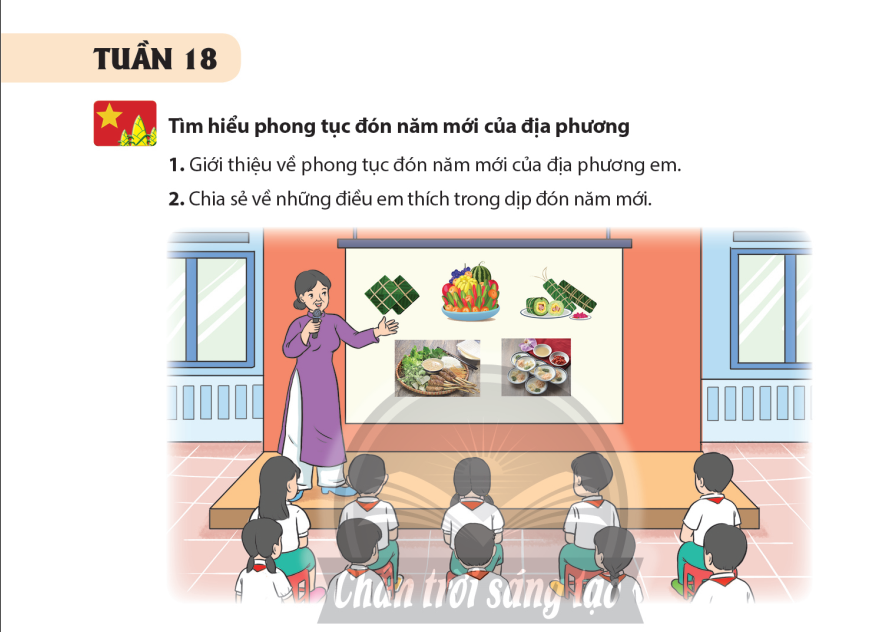 TUẦN 18
Tìm hiểu phong tục đón năm mới của địa phương
1. Giới thiệu về phong tục đón năm mới của địa phương em.
2. Chia sẻ về những điều em thích trong dịp đón năm mới.
Chân trời sáng tạo